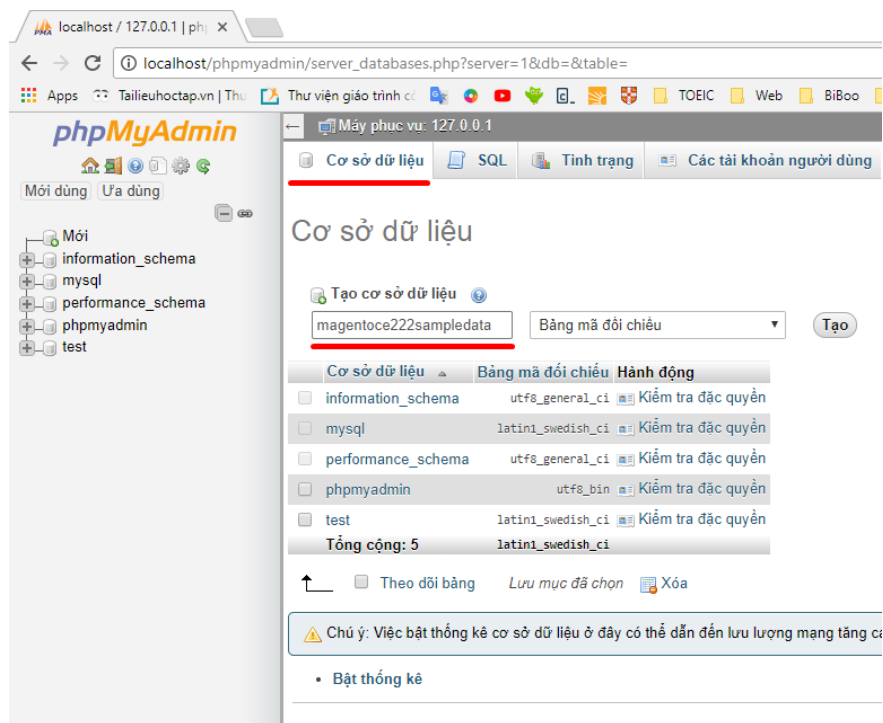 localhost / 127.0.0.1 | ph
localhost/phpmyadmin/server_databases.php?server=1&db=&table=
Apps Tailieuhoctap.vn | Thu Thư viện giáo trình c TOEIC Web BiBoo
phpMyAdmin
Mới dùng Ưa dùng
Mới
information_schema
mysql
performance_schema
phpmyadmin
test
Máy phục vụ: 127.0.0.1
Cơ sở dữ liệu SQL Tình trạng Các tài khoản người dùng
Cơ sở dữ liệu
Tạo cơ sở dữ liệu
magentoce222sampledata Bảng mã đối chiếu Tạo
Cơ sở dữ liệu Bảng mã đối chiếu Hành động
information_schema utf8_general_ci Kiểm tra đặc quyền
mysql latin1_swedish_ci Kiểm tra đặc quyền
performance_schema utf8_general_ci Kiểm tra đặc quyền
phpmyadmin utf8_bin Kiểm tra đặc quyền
test latin1_swedish_ci Kiểm tra đặc quyền
Tổng cộng: 5 latin1_swedish_ci
Theo dõi bảng Lưu mục đã chọn Xóa
Chú ý: Việc bật thống kê cơ sở dữ liệu ở đây có thể dẫn đến lưu lượng mạng tăng ca
Bật thống kê